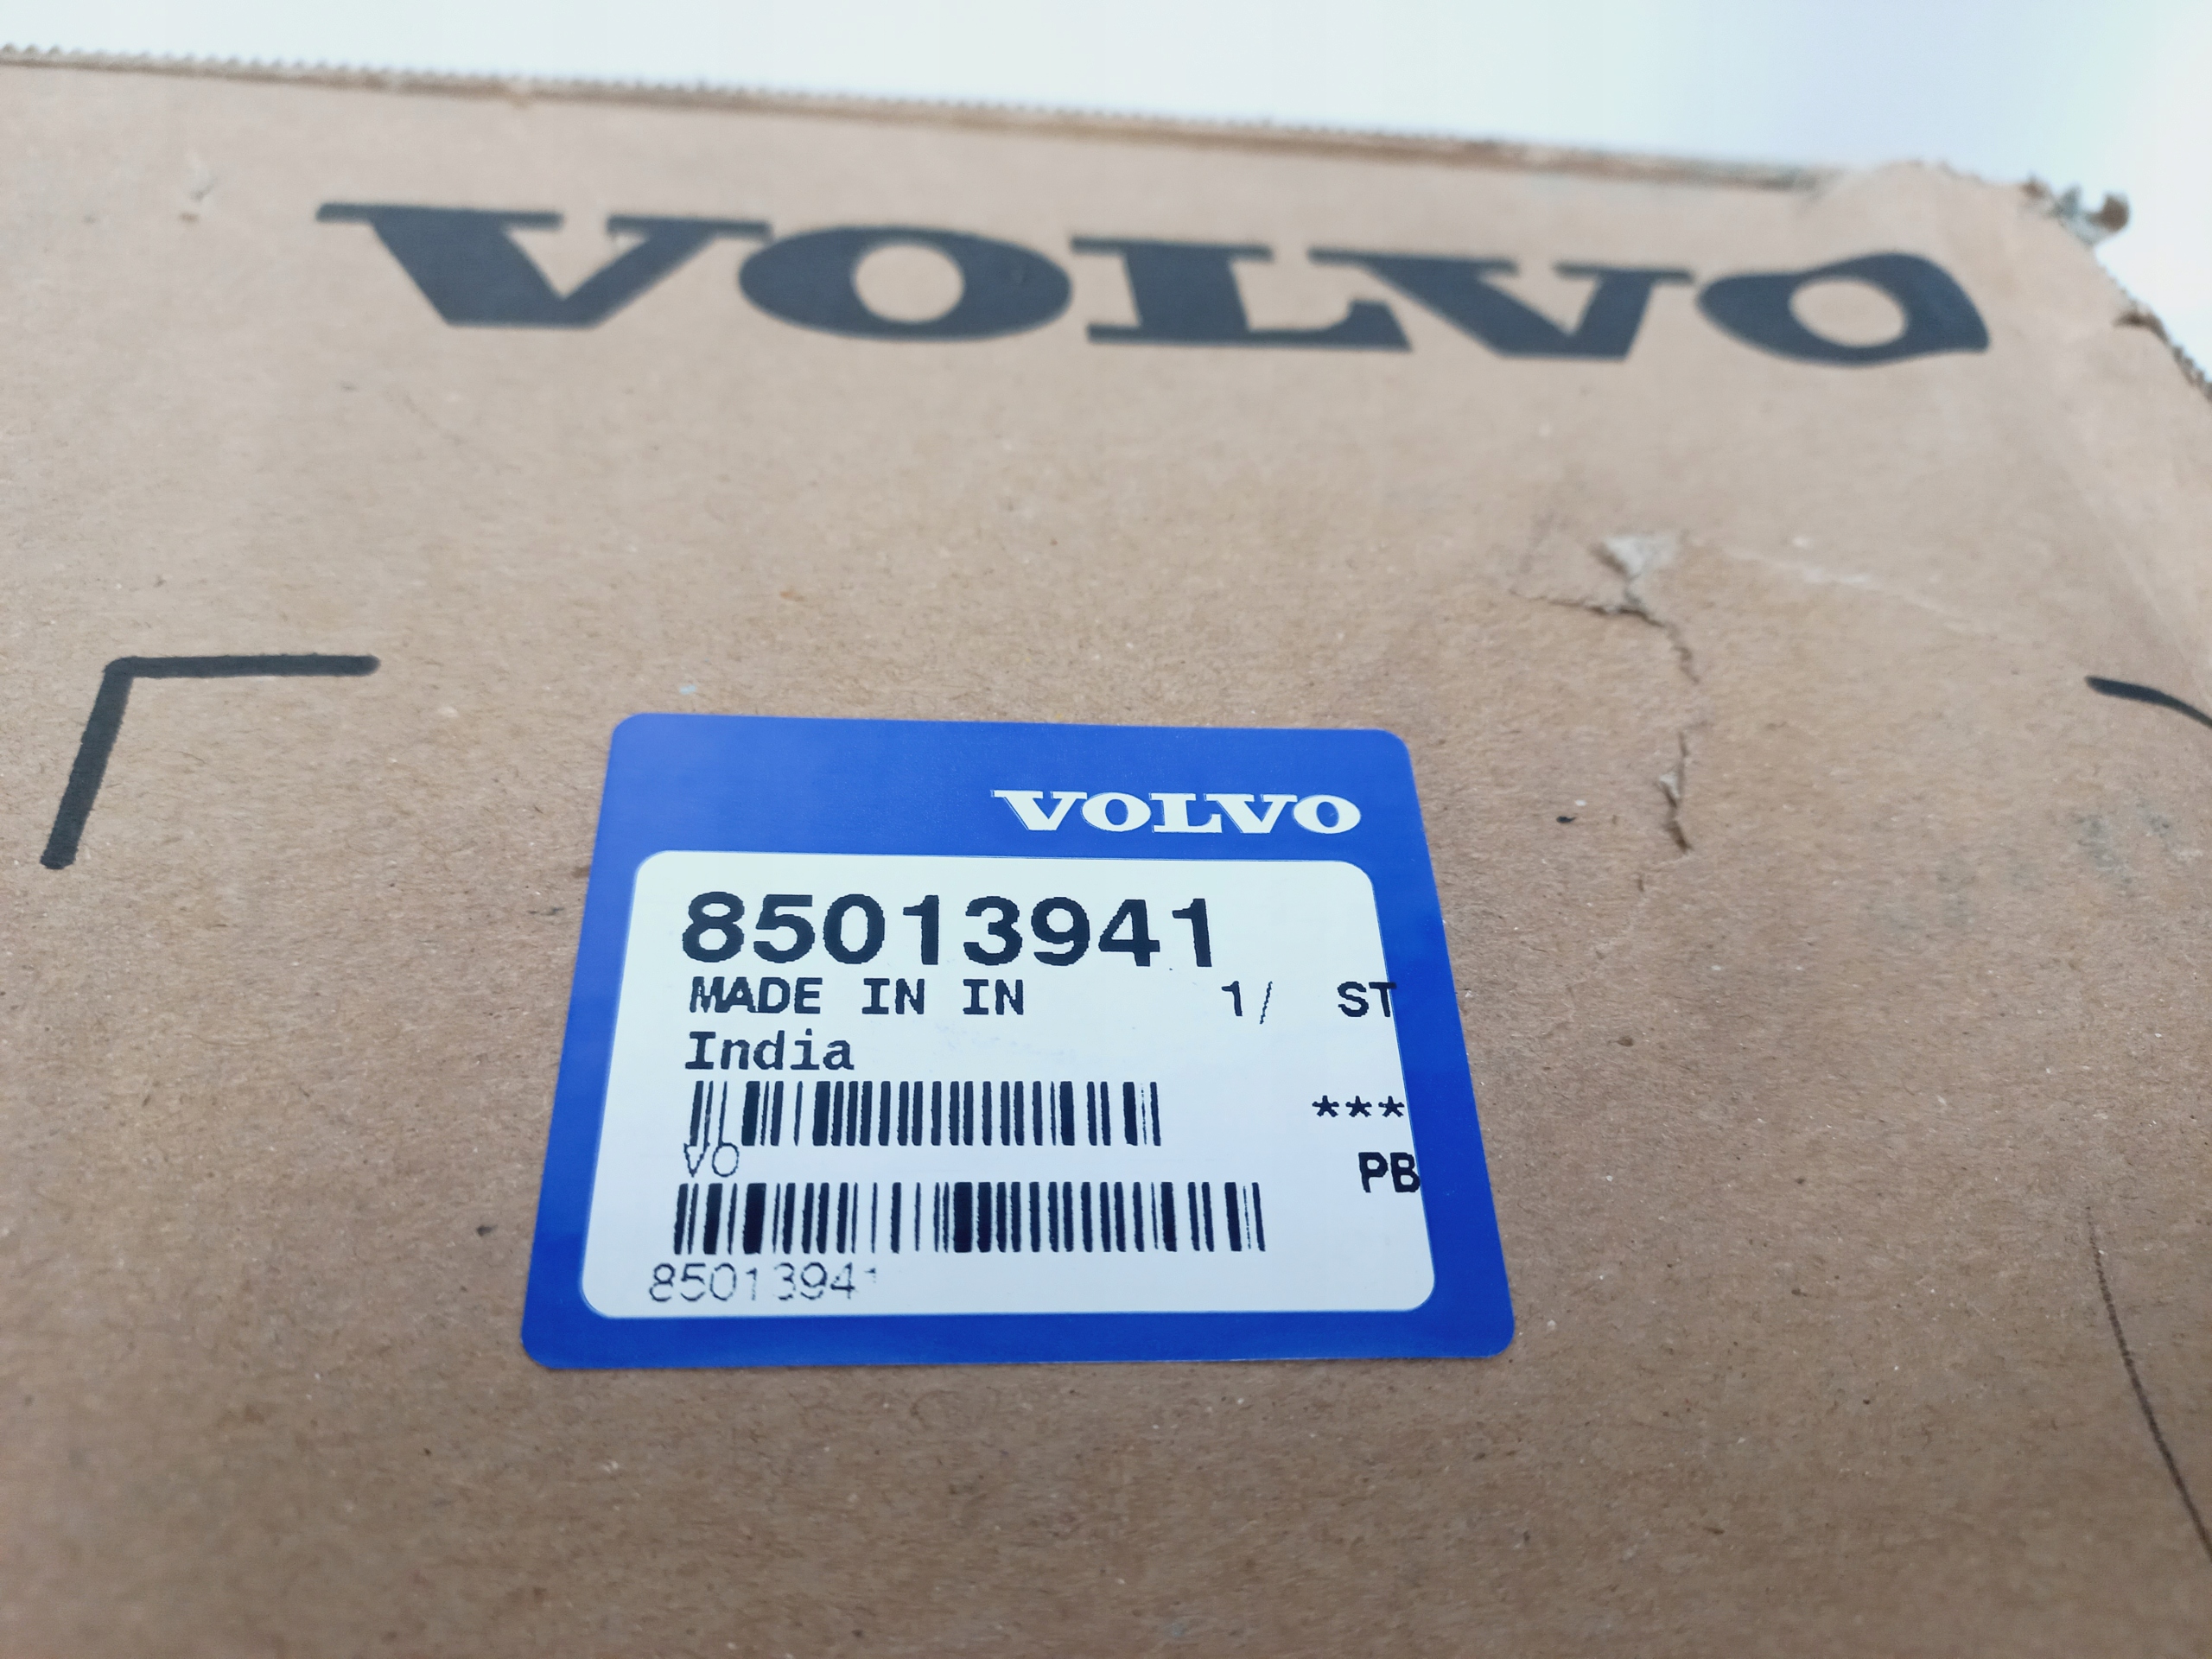 VOLVO
VOLVO
85013941
MADE IN IN 1/ ST
India
***
VO
PB
85013941